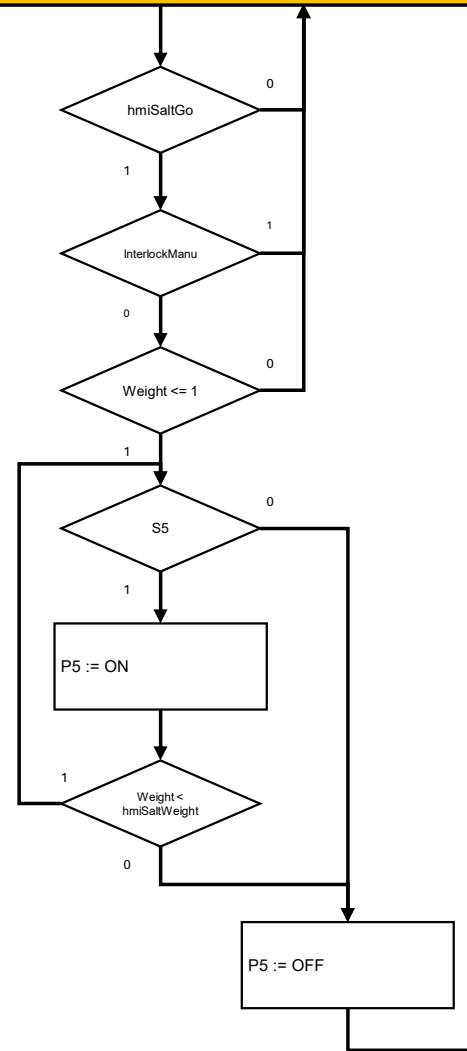 0
hmiSaltGo
1
1
InterlockManu
0
0
Weight <= 1
1
0
S5
1
P5 := ON
1
Weight <
hmiSaltWeight
0
P5 := OFF